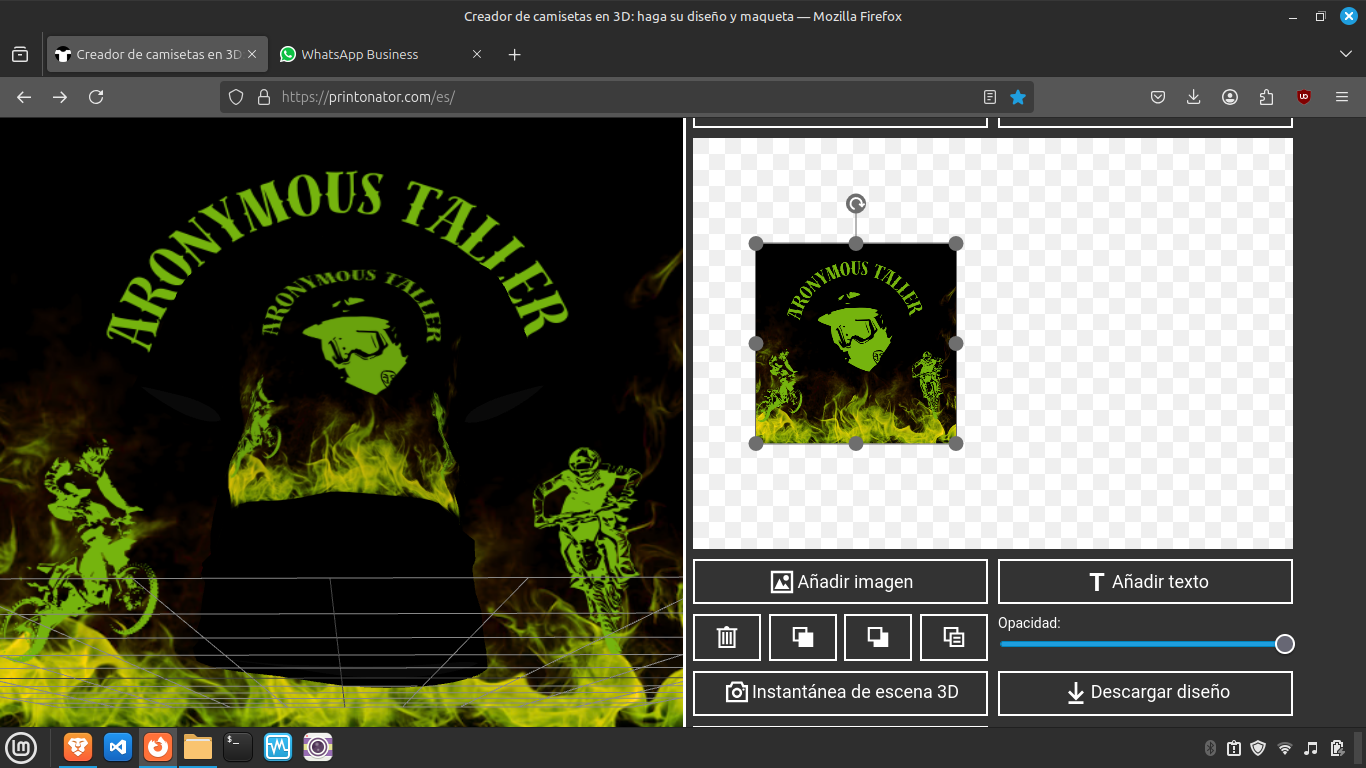 Creador de camisetas en 3D: haga su diseño y maqueta — Mozilla Firefox
Creador de camisetas en 3D
WhatsApp Business
https://printonator.com/es/
ARONYMOUS TALLER
ARONYMOUS TALLER
ARONYMOUS TALLER
Añadir imagen
Añadir texto
Opacidad:
Instantánea de escena 3D
Descargar diseño